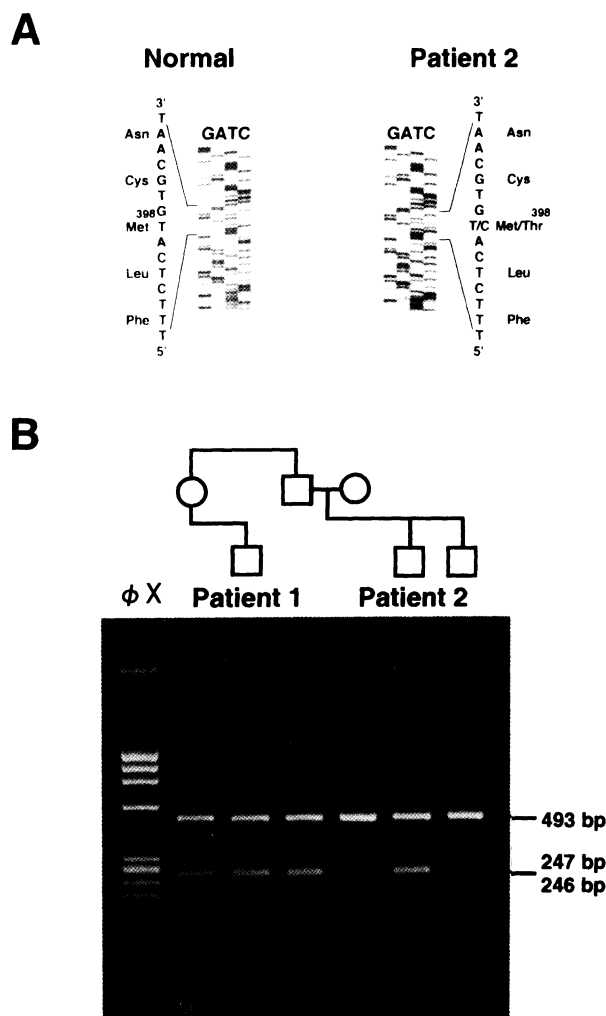 A
Normal
Patient 2
3'
T
Asn A
A
C
Cys G
T
398 G
Met T
A
Leu C
T
C
Phe T
T
T
5'
GATC
GATC
3'
T
A Asn
A
C
G Cys
T
G 398
T/C Met/Thr
A
C Leu
T
C
T Phe
T
T
5'
B
φX
Patient 1
Patient 2
493 bp
247 bp
246 bp